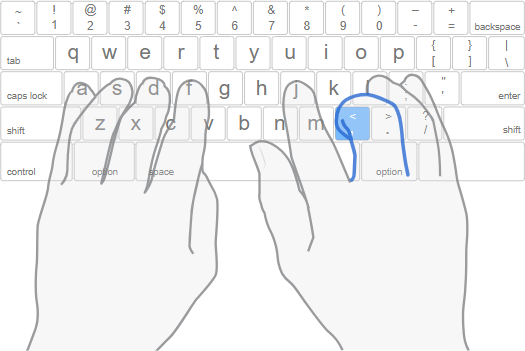 ~ ! @ # $ % ^ & * ( ) – +
` 1 2 3 4 5 6 7 8 9 0 - = backspace
tab q w e r t y u i o p { [ } ] | \
caps lock a s d f g h j k l : ; " ' enter
shift z x c v b n m < , > . ? / shift
control option space option